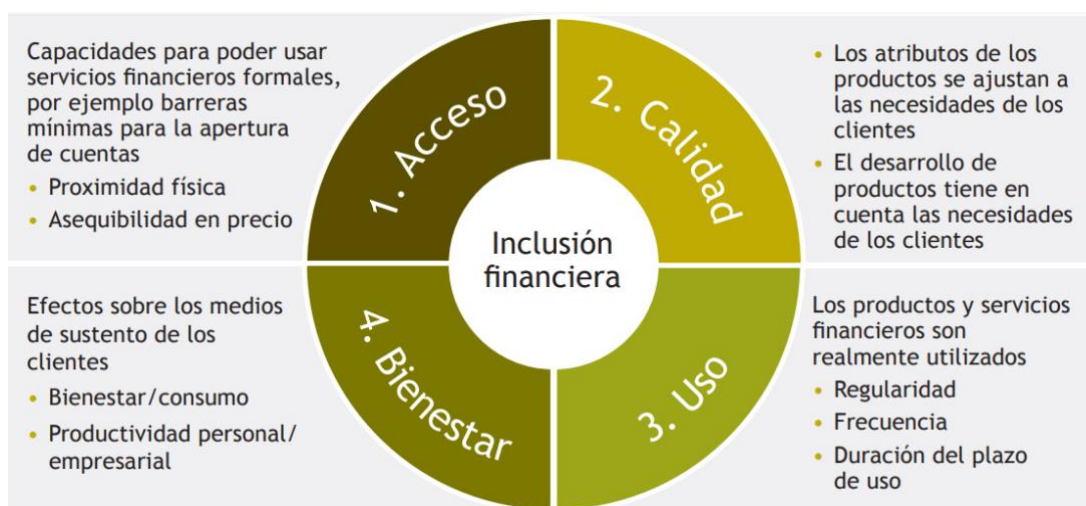 Capacidades para poder usar
servicios financieros formales,
por ejemplo barreras
mínimas para la apertura
de cuentas
• Proximidad física
• Asequibilidad en precio
1. Acceso
2. Calidad
• Los atributos de los
productos se ajustan a
las necesidades de los
clientes
• El desarrollo de
productos tiene en
cuenta las necesidades
de los clientes
Inclusión
financiera
Efectos sobre los medios
de sustento de los
clientes
• Bienestar/consumo
• Productividad personal/
empresarial
4. Bienestar
3. Uso
Los productos y servicios
financieros son
realmente utilizados
• Regularidad
• Frecuencia
• Duración del plazo
de uso